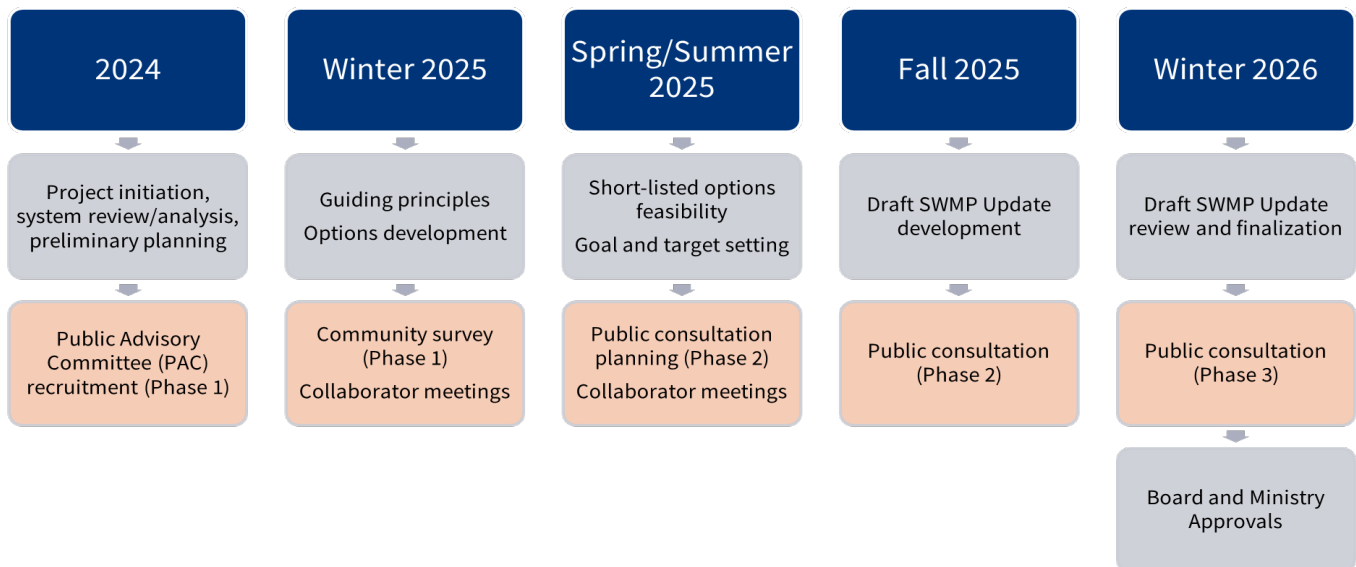 2024
Project initiation,
system review/analysis,
preliminary planning
Public Advisory
Committee (PAC)
recruitment (Phase 1)
Winter 2025
Guiding principles
Options development
Community survey
(Phase 1)
Collaborator meetings
Spring/Summer
2025
Short-listed options
feasibility
Goal and target setting
Public consultation
planning (Phase 2)
Collaborator meetings
Fall 2025
Draft SWMP Update
development
Public consultation
(Phase 2)
Winter 2026
Draft SWMP Update
review and finalization
Public consultation
(Phase 3)
Board and Ministry
Approvals